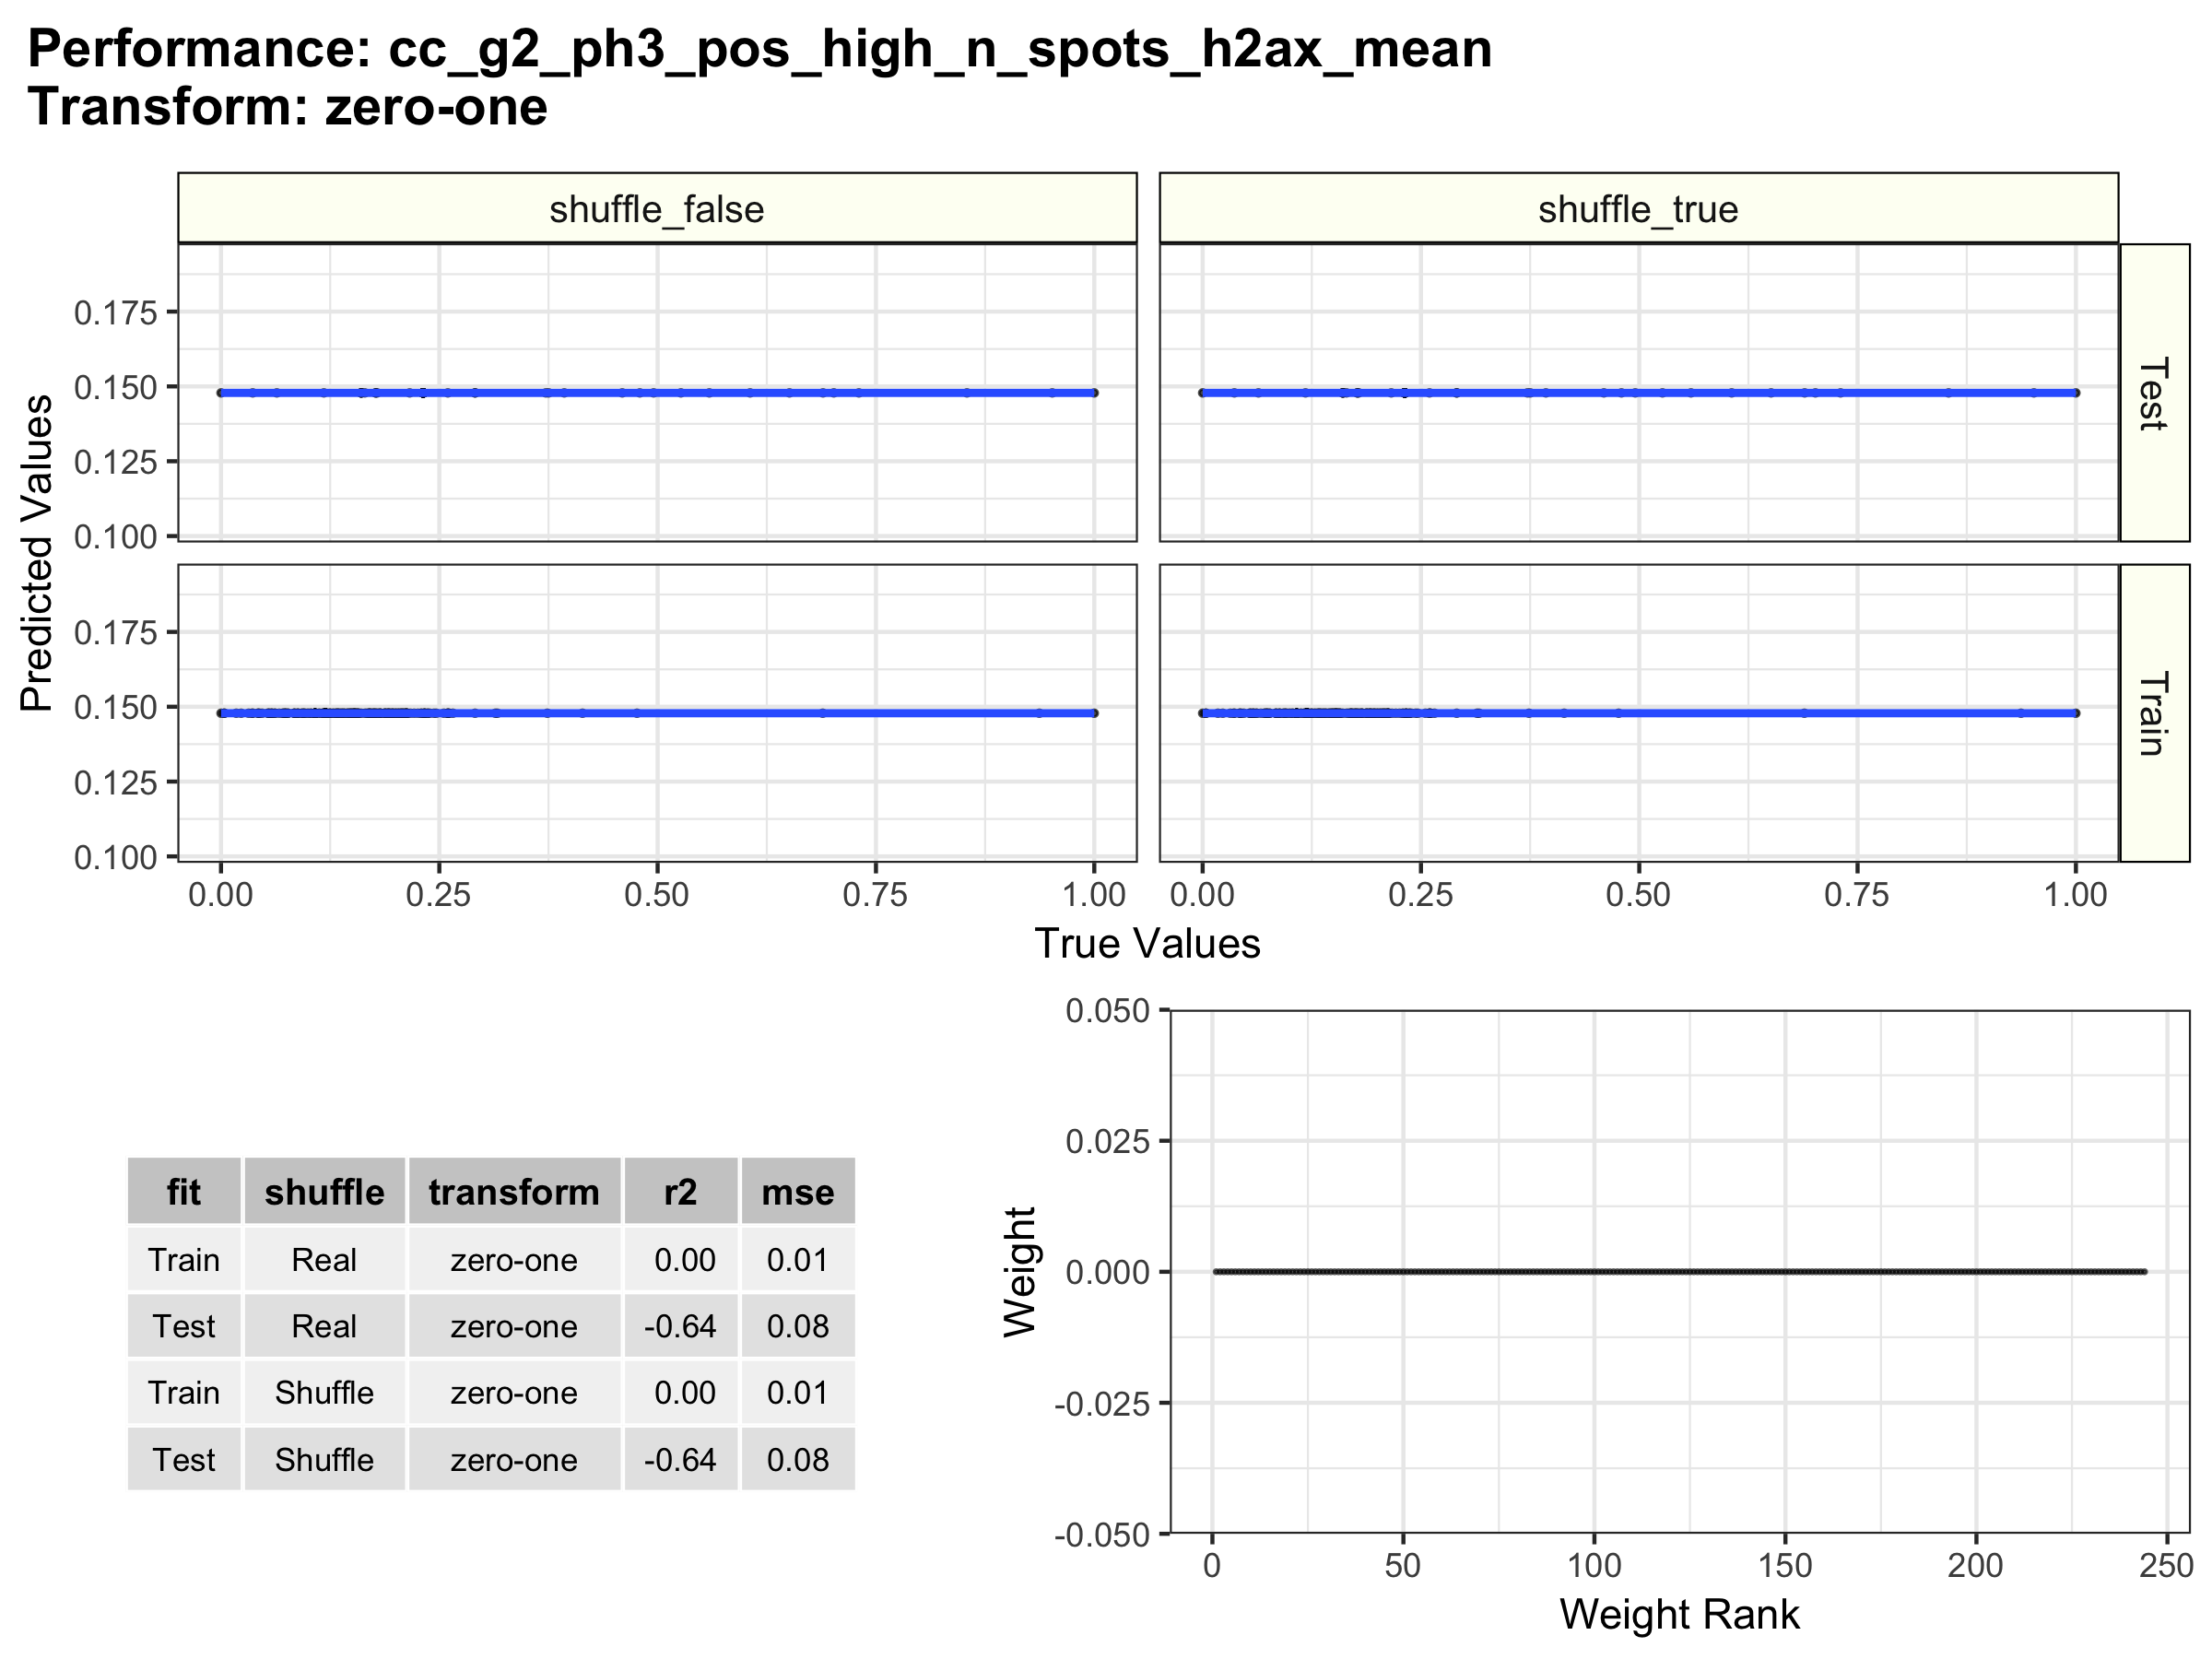 Performance: cc_g2_ph3_pos_high_n_spots_h2ax_mean
Transform: zero-one
shuffle_false
shuffle_true
0.175
0.150
0.125
0.100
Test
0.175
0.150
0.125
0.100
Train
Predicted Values
0.00 0.25 0.50 0.75 1.00
0.00 0.25 0.50 0.75 1.00
True Values
fit shuffle transform r2 mse
Train Real zero-one 0.00 0.01
Test Real zero-one -0.64 0.08
Train Shuffle zero-one 0.00 0.01
Test Shuffle zero-one -0.64 0.08
0.050
0.025
0.000
-0.025
-0.050
Weight
0 50 100 150 200 250
Weight Rank